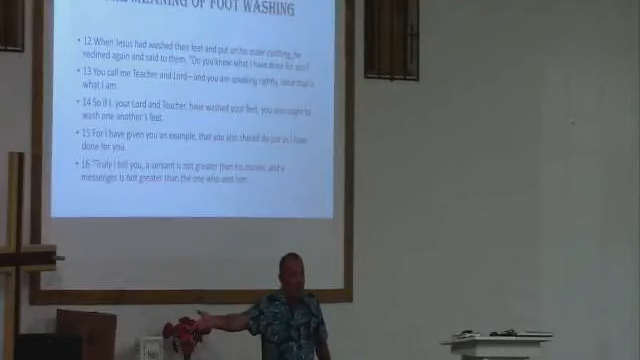 MEANING OF FOOT WASHING
• 12 When Jesus had washed their feet and put on his outer clothing, he
reclined again and said to them, "Do you know what I have done for you?
• 13 You call me Teacher and Lord—and you are speaking rightly, since that is
what I am.
• 14 So if I, your Lord and Teacher, have washed your feet, you also ought to
wash one another's feet.
• 15 For I have given you an example, that you also should do just as I have
done for you.
• 16 "Truly I tell you, a servant is not greater than his master, and a
messenger is not greater than the one who sent him.